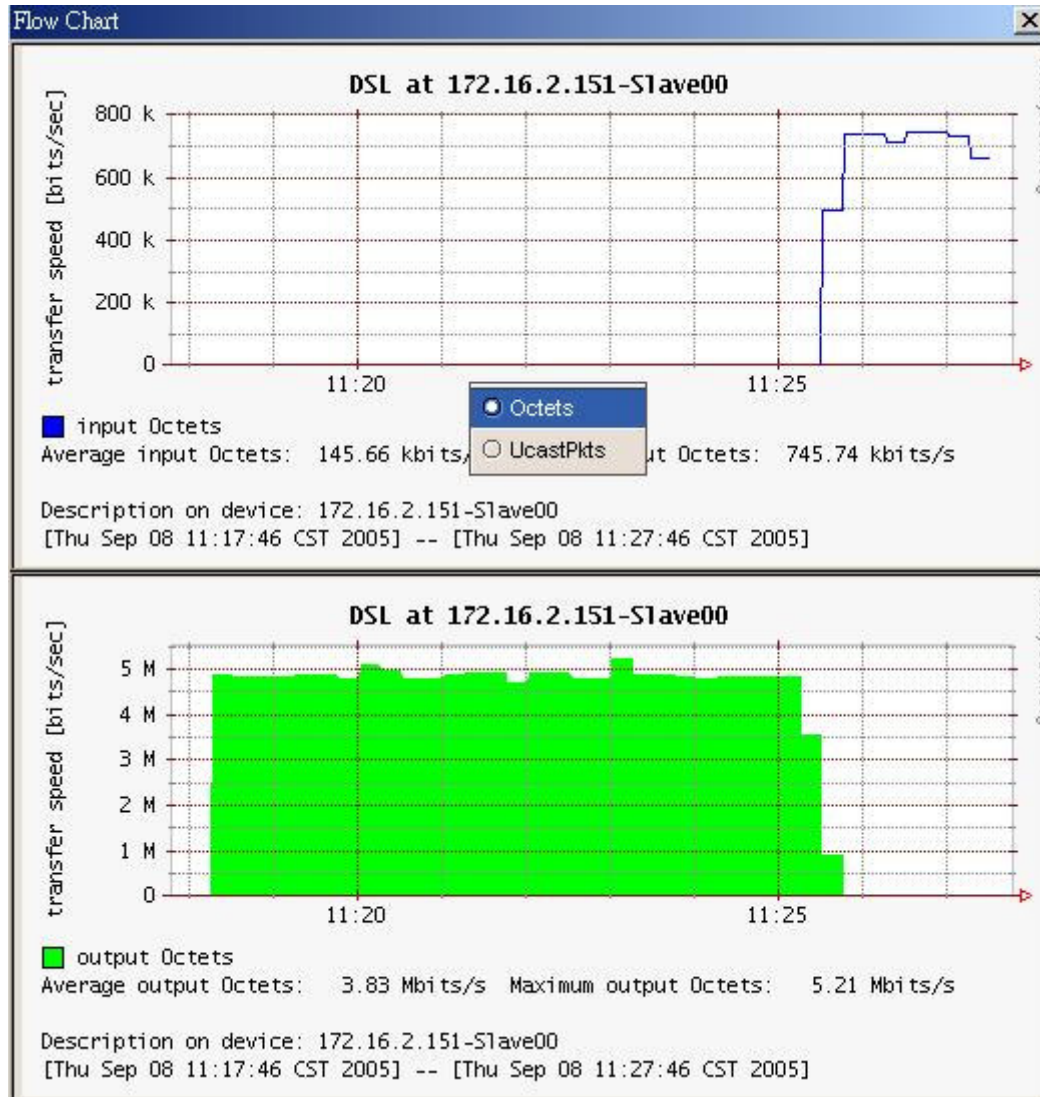 Flow Chart
DSL at 172.16.2.151-Slave00
transfer speed [bits/sec]
800 k
600 k
400 k
200 k
0
11:20 11:25
input Octets
Average input Octets: 145.66 kbits/ ut Octets: 745.74 kbits/s
Octets
UcastPkts
Description on device: 172.16.2.151-Slave00
[Thu Sep 08 11:17:46 CST 2005] -- [Thu Sep 08 11:27:46 CST 2005]
DSL at 172.16.2.151-Slave00
transfer speed [bits/sec]
5 M
4 M
3 M
2 M
1 M
0
11:20 11:25
output Octets
Average output Octets: 3.83 Mbits/s Maximum output Octets: 5.21 Mbits/s
Description on device: 172.16.2.151-Slave00
[Thu Sep 08 11:17:46 CST 2005] -- [Thu Sep 08 11:27:46 CST 2005]